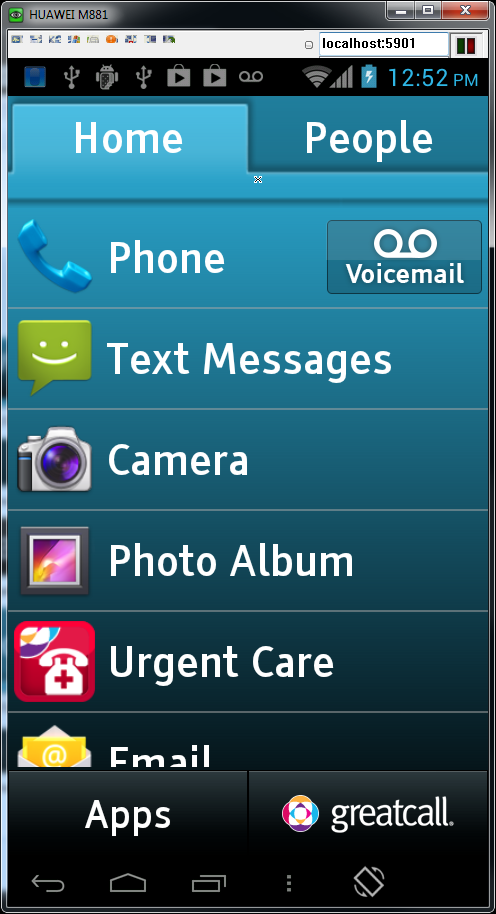 HUAWEI M881
localhost:5901
12:52 PM
Home
People
Phone
Voicemail
Text Messages
Camera
Photo Album
Urgent Care
@
Email
Apps
greatcall®